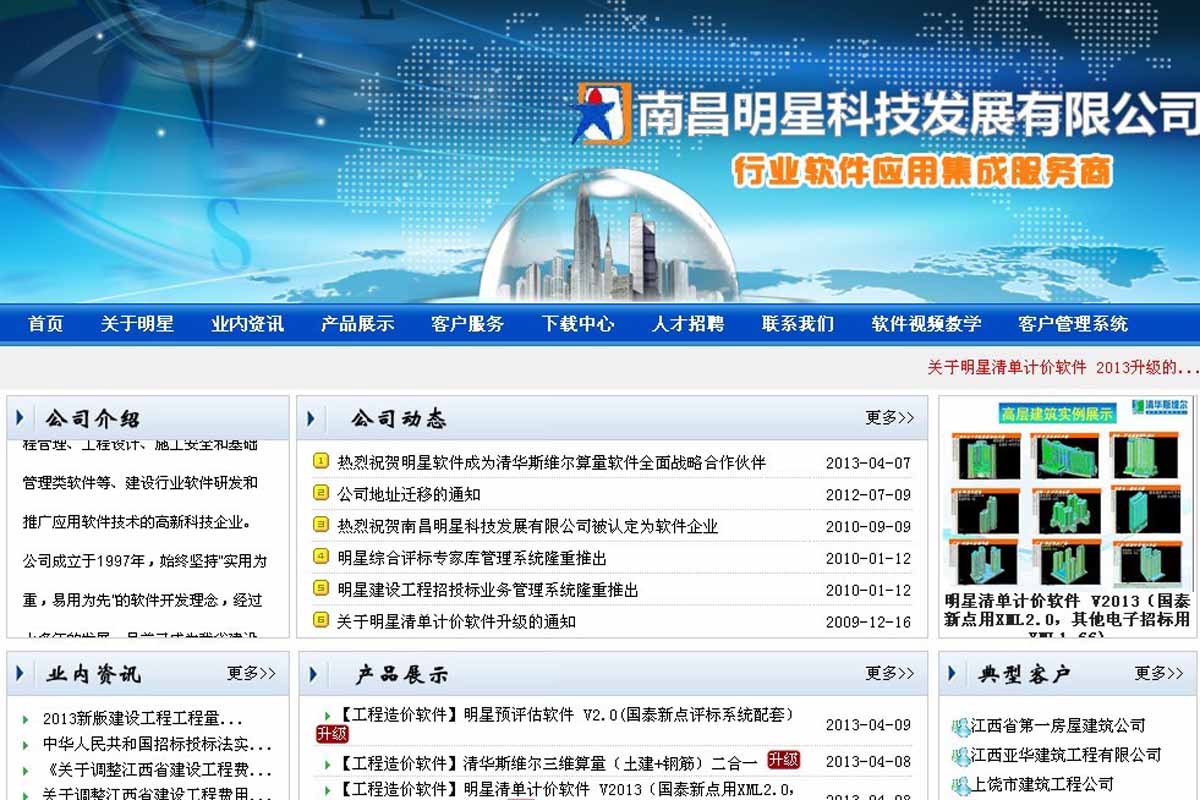 南昌明星科技发展有限公司
行业软件应用集成服务商
S
首页 关于明星 业内资讯 产品展示 客户服务 下载中心 人才招聘 联系我们 软件视频教学 客户管理系统
关于明星清单计价软件 2013升级的...
公司介绍
程管理、工程设计、施工安全和基础
管理类软件等、建设行业软件研发和
推广应用软件技术的高新科技企业。
公司成立于1997年，始终坚持"实用为
重，易用为先"的软件开发理念，经过
公司动态 更多>>
1 热烈祝贺明星软件成为清华斯维尔算量软件全面战略合作伙伴 2013-04-07
2 公司地址迁移的通知 2012-07-09
3 热烈祝贺南昌明星科技发展有限公司被认定为软件企业 2010-09-09
4 明星综合评标专家库管理系统隆重推出 2010-01-12
5 明星建设工程招投标业务管理系统隆重推出 2010-01-12
6 关于明星清单计价软件升级的通知 2009-12-16
清华斯维尔
高层建筑实例展示
明星清单计价软件 V2013（国泰
新点用XML2.0，其他电子招标用
XML1.66)
业内资讯 更多>>
2013新版建设工程工程量...
中华人民共和国招标投标法实...
《关于调整江西省建设工程费...
关于调整江西省建设工程费用...
产品展示 更多>>
【工程造价软件】明星预评估软件 V2.0(国泰新点评标系统配套) 2013-04-09
升级
【工程造价软件】清华斯维尔三维算量（土建+钢筋）二合一 升级 2013-04-08
【工程造价软件】明星清单计价软件 V2013（国泰新点用XML2.0，
2013-04-08
典型客户 更多>>
江西省第一房屋建筑公司
江西亚华建筑工程有限公司
上饶市建筑工程公司